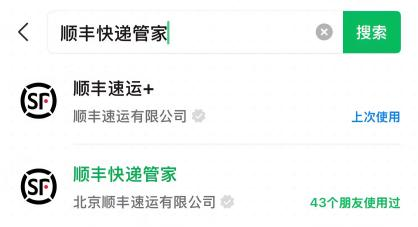 顺丰快递管家
搜索
SF
顺丰速运+
顺丰速运有限公司
上次使用
SF
顺丰快递管家
北京顺丰速运有限公司
43个朋友使用过